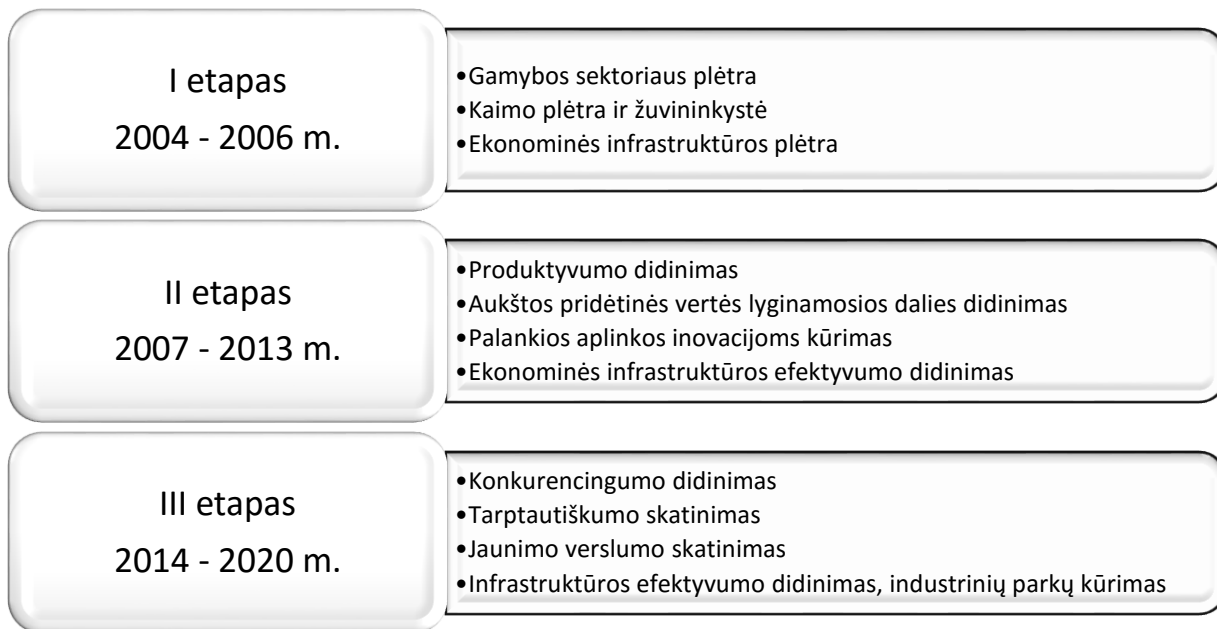 I etapas
2004 - 2006 m.
•Gamybos sektoriaus plėtra
•Kaimo plėtra ir žuvininkystė
•Ekonominės infrastruktūros plėtra
II etapas
2007 - 2013 m.
•Produktyvumo didinimas
•Aukštos pridėtinės vertės lyginamosios dalies didinimas
•Palankios aplinkos inovacijoms kūrimas
•Ekonominės infrastruktūros efektyvumo didinimas
III etapas
2014 - 2020 m.
•Konkurencingumo didinimas
•Tarptautiškumo skatinimas
•Jaunimo verslumo skatinimas
•Infrastruktūros efektyvumo didinimas, industrinių parkų kūrimas